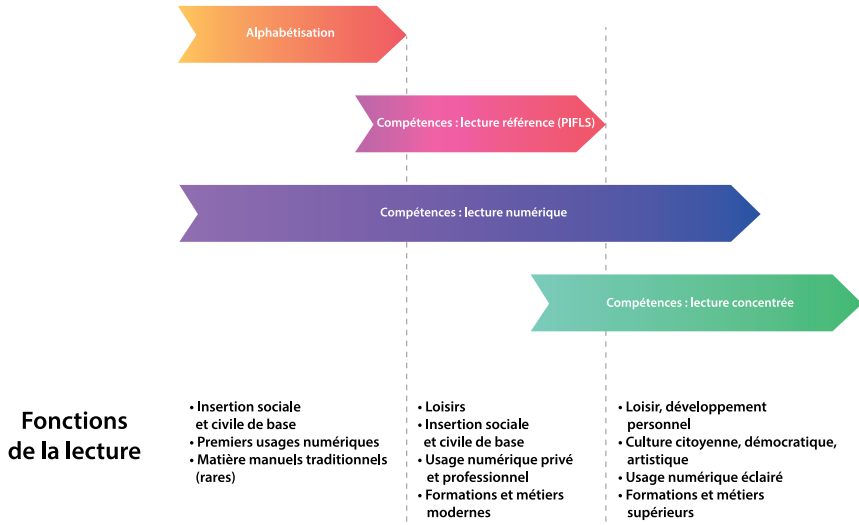 Alphabétisation
Compétences : lecture référence (PIFLS)
Compétences : lecture numérique
Compétences : lecture concentrée
Fonctions
de la lecture
• Insertion sociale
et civile de base
• Premiers usages numériques
• Matière manuels traditionnels
(rares)
• Loisirs
• Insertion sociale
et civile de base
• Usage numérique privé
et professionnel
• Formations et métiers
modernes
• Loisir, développement
personnel
• Culture citoyenne, démocratique,
artistique
• Usage numérique éclairé
• Formations et métiers
supérieurs